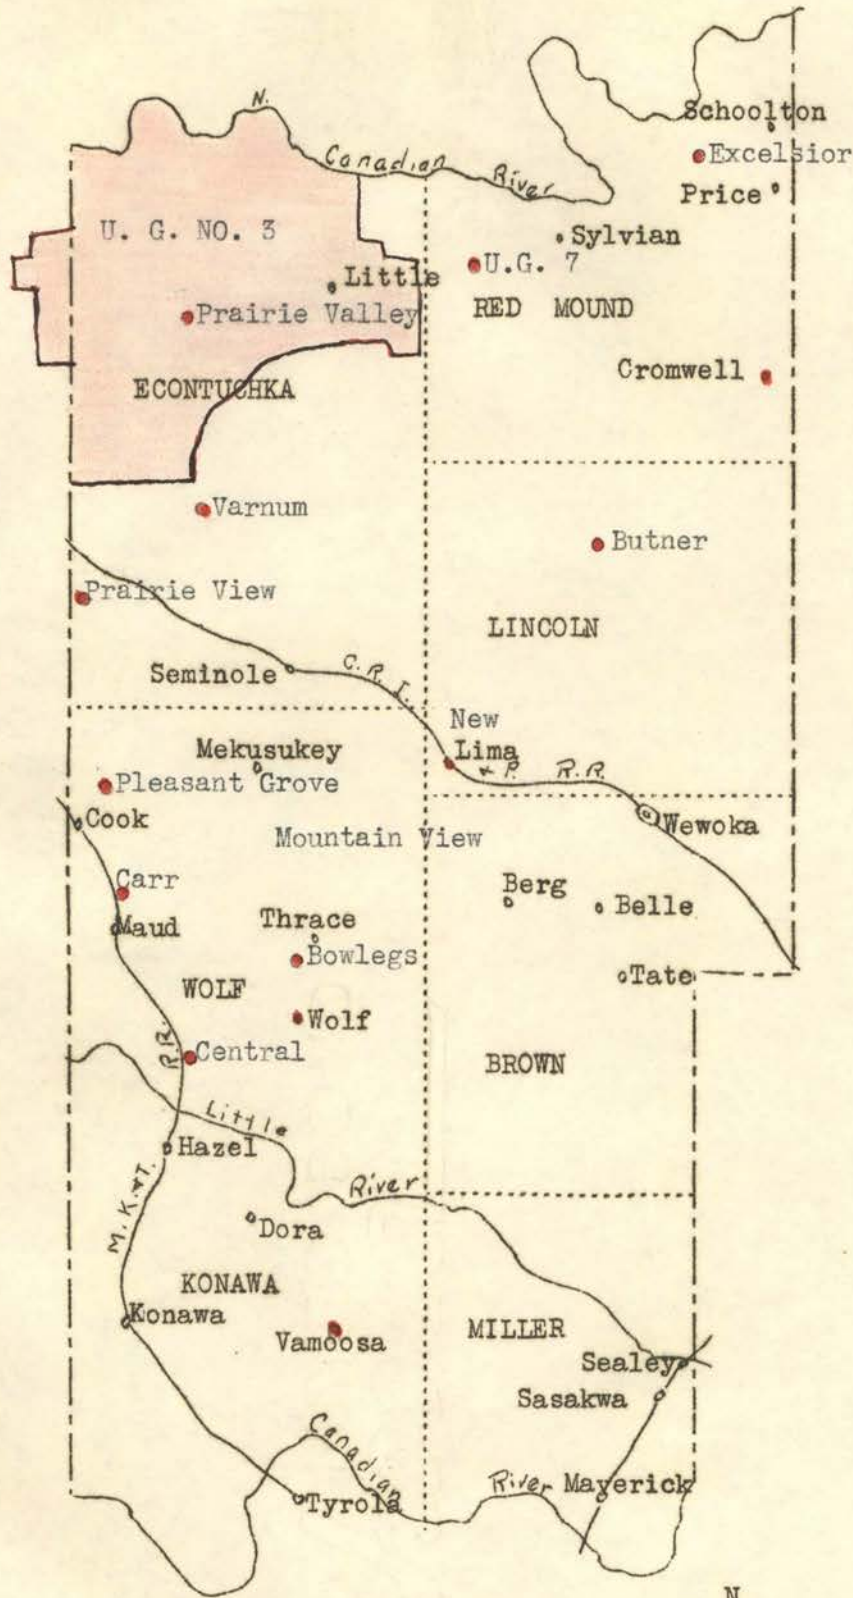 N.
Canadian
River
Schoolton
Excelsior
Price
U. G. NO. 3
Sylvian
U.G. 7
Little
Prairie Valley
RED MOUND
Cromwell
ECONTUCHKA
Varnum
Butner
Prairie View
LINCOLN
Seminole
C. R. I.
New
Lima
& P. R.R.
Mekusukey
Pleasant Grove
Cook
Mountain View
Wewoka
Carr
Berg
Belle
Maud
Thrace
Bowlegs
Tate
WOLF
Wolf
R.R.
Central
BROWN
Little
River
Hazel
M. K. & T.
Dora
KONAWA
Konawa
Vamoosa
MILLER
Sealey
Sasakwa
Canadian
River
Maverick
Tyrola
N